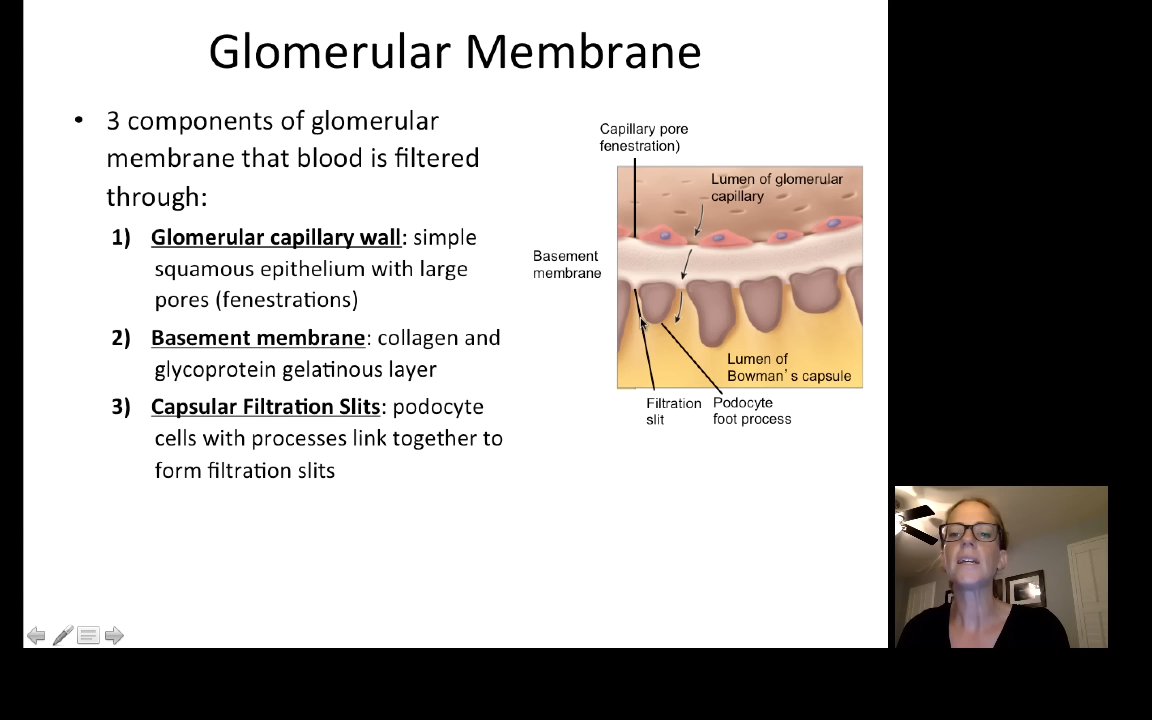 Glomerular Membrane
• 3 components of glomerular
membrane that blood is filtered
through:
1) Glomerular capillary wall: simple
squamous epithelium with large
pores (fenestrations)
2) Basement membrane: collagen and
glycoprotein gelatinous layer
3) Capsular Filtration Slits: podocyte
cells with processes link together to
form filtration slits
Capillary pore
fenestration)
Lumen of glomerular
capillary
Basement
membrane
Lumen of
Bowman's capsule
Filtration
slit
Podocyte
foot process